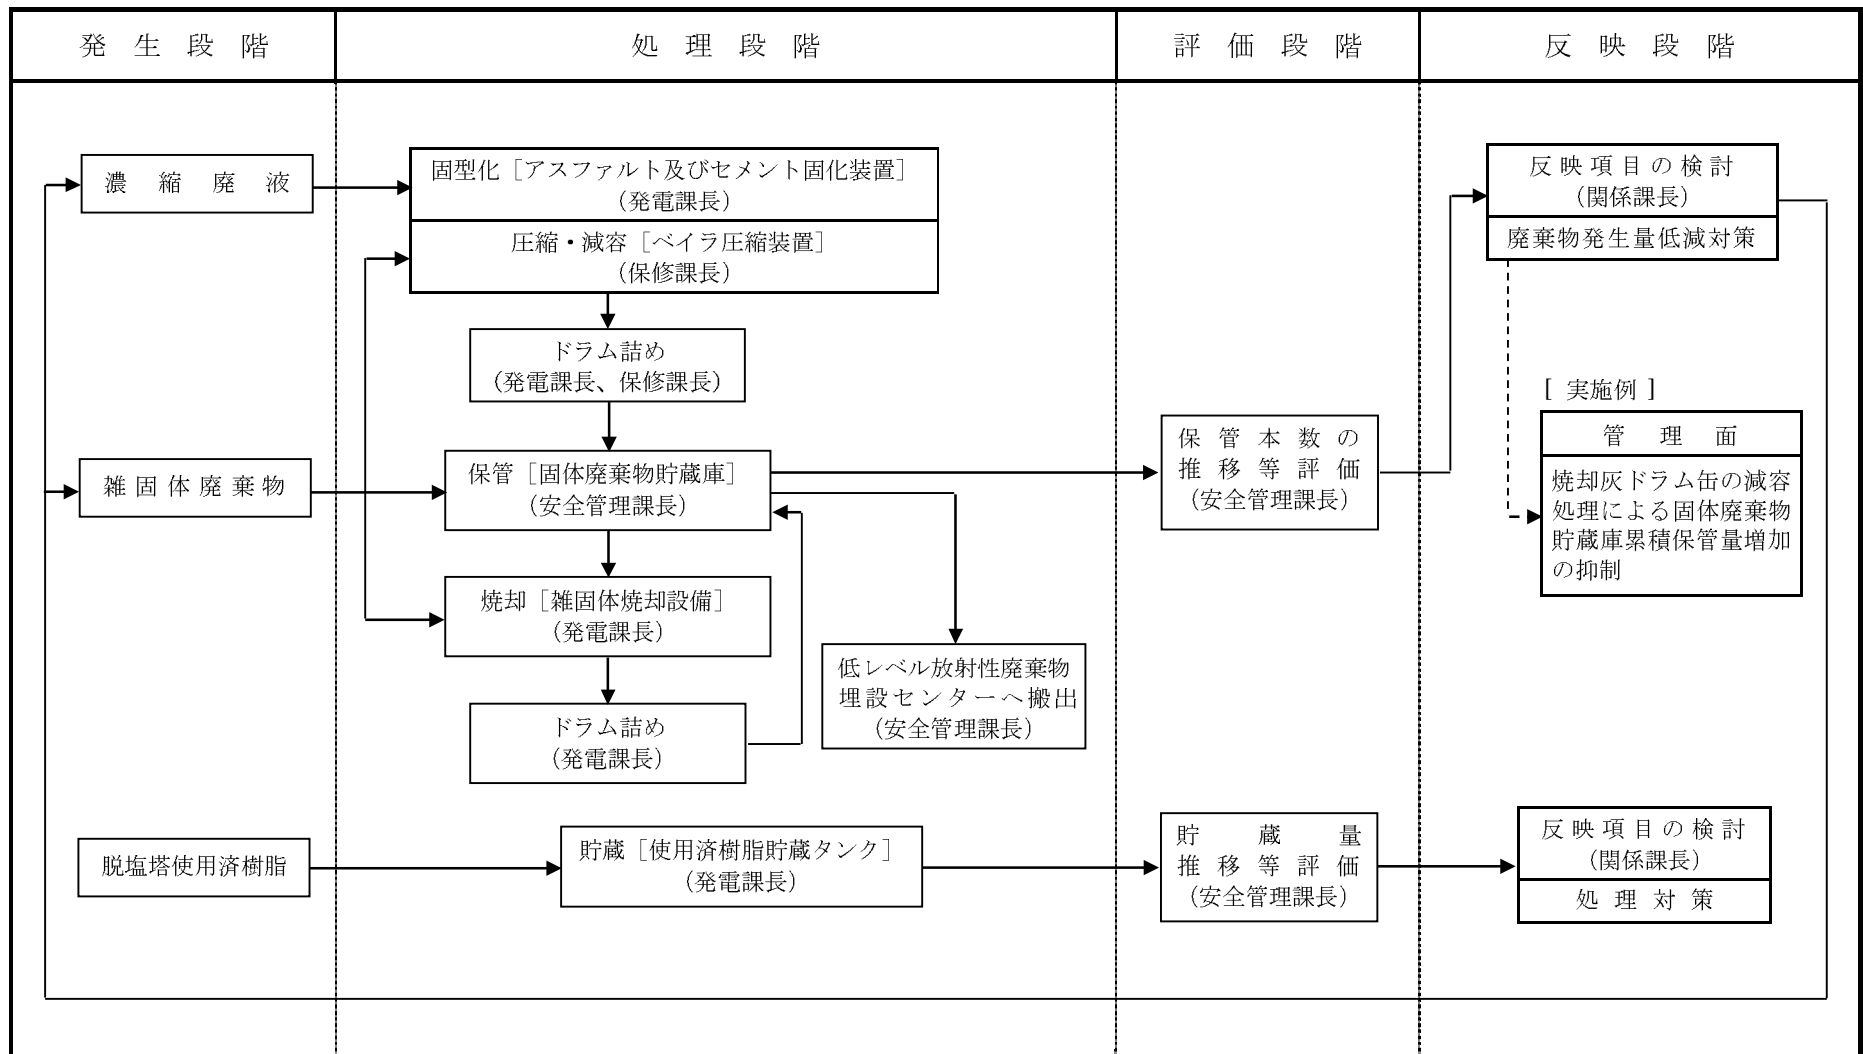 発生段階
処理段階
評価段階
反映段階
濃縮廃液
固型化［アスファルト及びセメント固化装置］
（発電課長）
圧縮・減容［ベイラ圧縮装置］
（保修課長）
反映項目の検討
（関係課長）
廃棄物発生量低減対策
ドラム詰め
（発電課長、保修課長）
［実施例］
管理面
焼却灰ドラム缶の減容
処理による固体廃棄物
貯蔵庫累積保管量増加
の抑制
雑固体廃棄物
保管［固体廃棄物貯蔵庫］
（安全管理課長）
保管本数の
推移等評価
（安全管理課長）
焼却［雑固体焼却設備］
（発電課長）
低レベル放射性廃棄物
埋設センターへ搬出
（安全管理課長）
ドラム詰め
（発電課長）
脱塩塔使用済樹脂
貯蔵［使用済樹脂貯蔵タンク］
（発電課長）
貯蔵量
推移等評価
（安全管理課長）
反映項目の検討
（関係課長）
処理対策